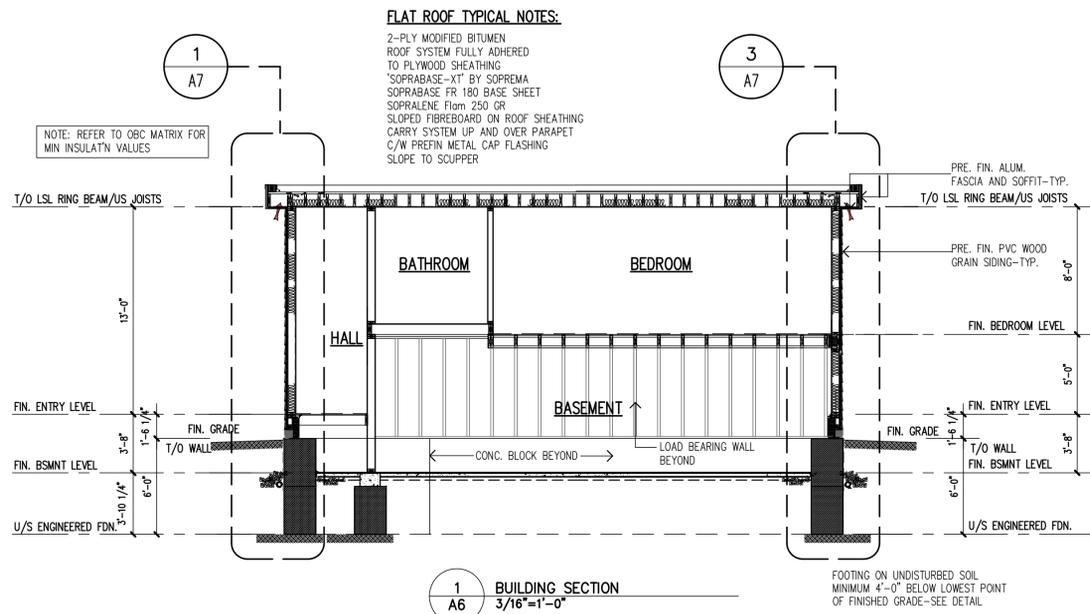 FLAT ROOF TYPICAL NOTES:
2-PLY MODIFIED BITUMEN
ROOF SYSTEM FULLY ADHERED
TO PLYWOOD SHEATHING
'SOPRABASE-XT' BY SOPREMA
SOPRABASE FR 180 BASE SHEET
SOPRALENE Flam 250 GR
SLOPED FIBREBOARD ON ROOF SHEATHING
CARRY SYSTEM UP AND OVER PARAPET
C/W PREFIN METAL CAP FLASHING
SLOPE TO SCUPPER
1
A7
3
A7
NOTE: REFER TO OBC MATRIX FOR
MIN INSULAT'N VALUES
PRE. FIN. ALUM.
FASCIA AND SOFFIT-TYP.
T/O LSL RING BEAM/US JOISTS
T/O LSL RING BEAM/US JOISTS
BATHROOM
BEDROOM
PRE. FIN. PVC WOOD
GRAIN SIDING-TYP.
8'-0"
13'-0"
HALL
FIN. BEDROOM LEVEL
5'-0"
BASEMENT
FIN. ENTRY LEVEL
FIN. ENTRY LEVEL
1'-6 1/4"
1'-6 1/4"
FIN. GRADE
FIN. GRADE
T/O WALL
T/O WALL
3'-8"
3'-8"
CONC. BLOCK BEYOND
LOAD BEARING WALL
BEYOND
FIN. BSMNT LEVEL
FIN. BSMNT LEVEL
3'-10 1/4"
6'-0"
6'-0"
U/S ENGINEERED FDN.
U/S ENGINEERED FDN.
1
A6
BUILDING SECTION
3/16"=1'-0"
FOOTING ON UNDISTURBED SOIL
MINIMUM 4'-0" BELOW LOWEST POINT
OF FINISHED GRADE-SEE DETAIL